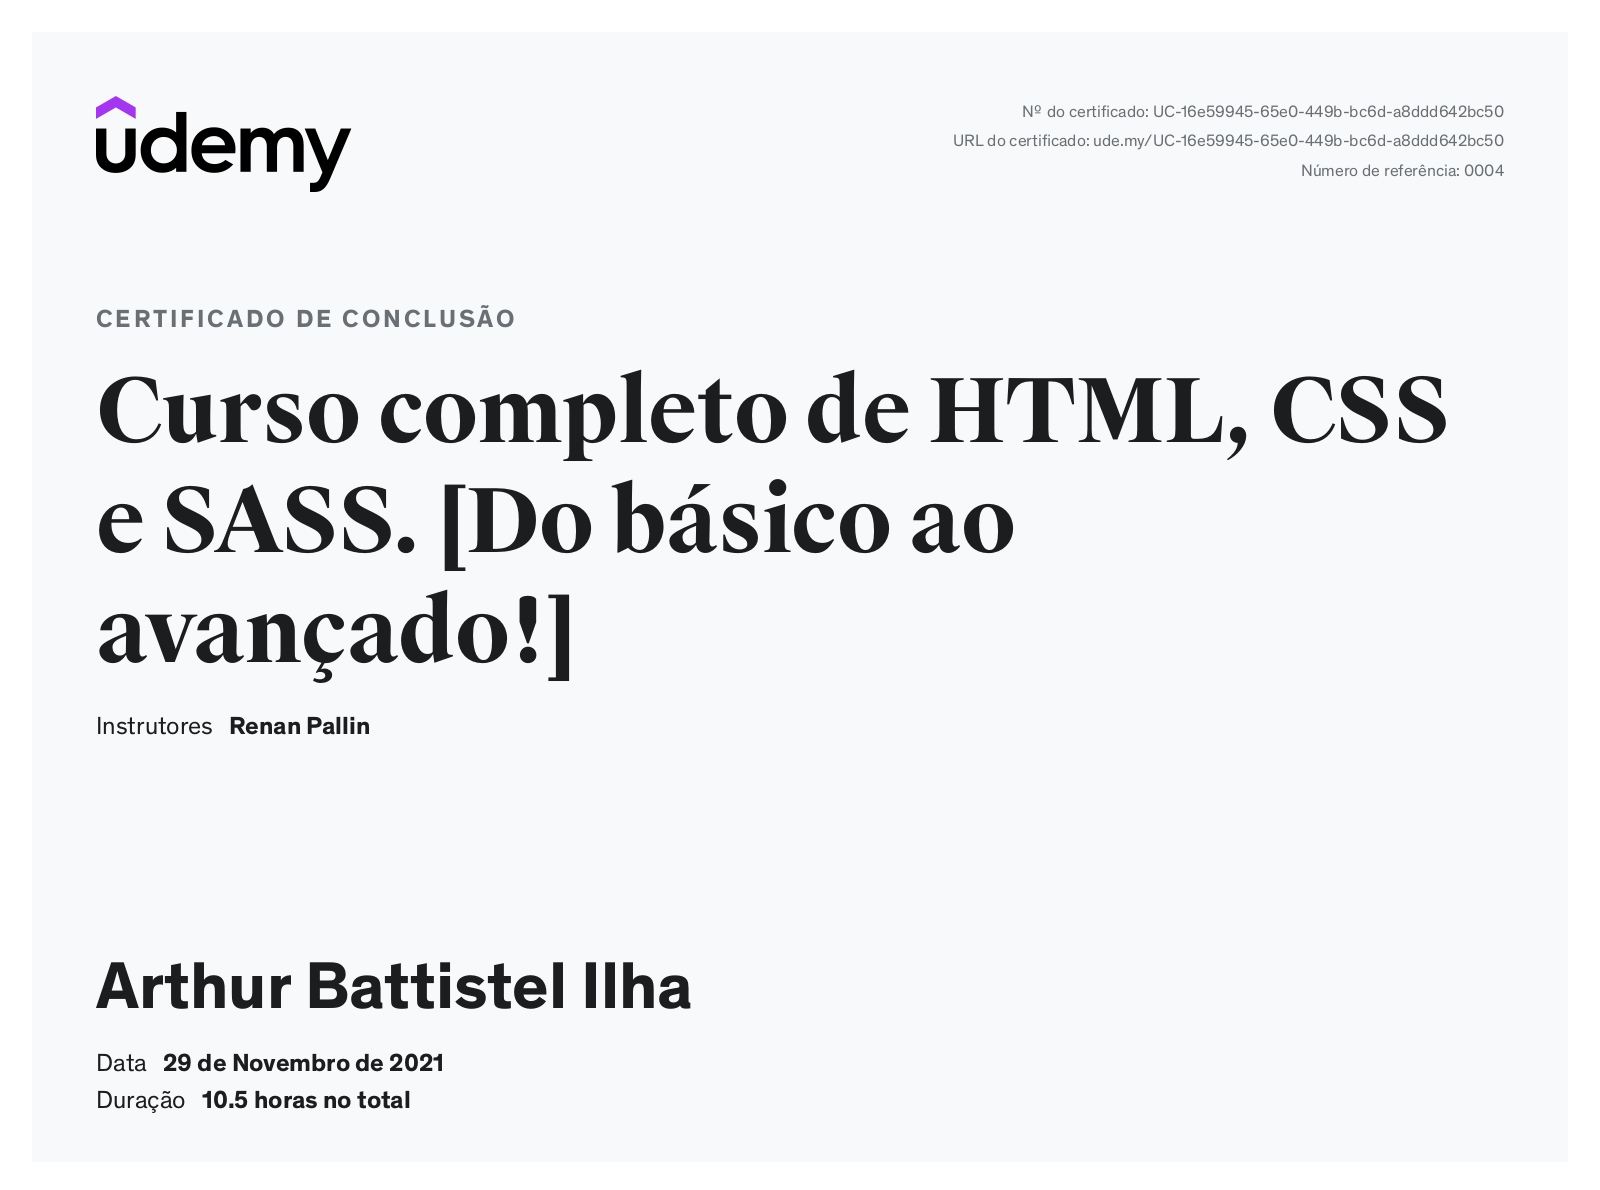 udemy
Nº do certificado: UC-16e59945-65e0-449b-bc6d-a8ddd642bc50
URL do certificado: ude.my/UC-16e59945-65e0-449b-bc6d-a8ddd642bc50
Número de referência: 0004
CERTIFICADO DE CONCLUSÃO
Curso completo de HTML, CSS
e SASS. [Do básico ao
avançado!]
Instrutores Renan Pallin
Arthur Battistel Ilha
Data 29 de Novembro de 2021
Duração 10.5 horas no total